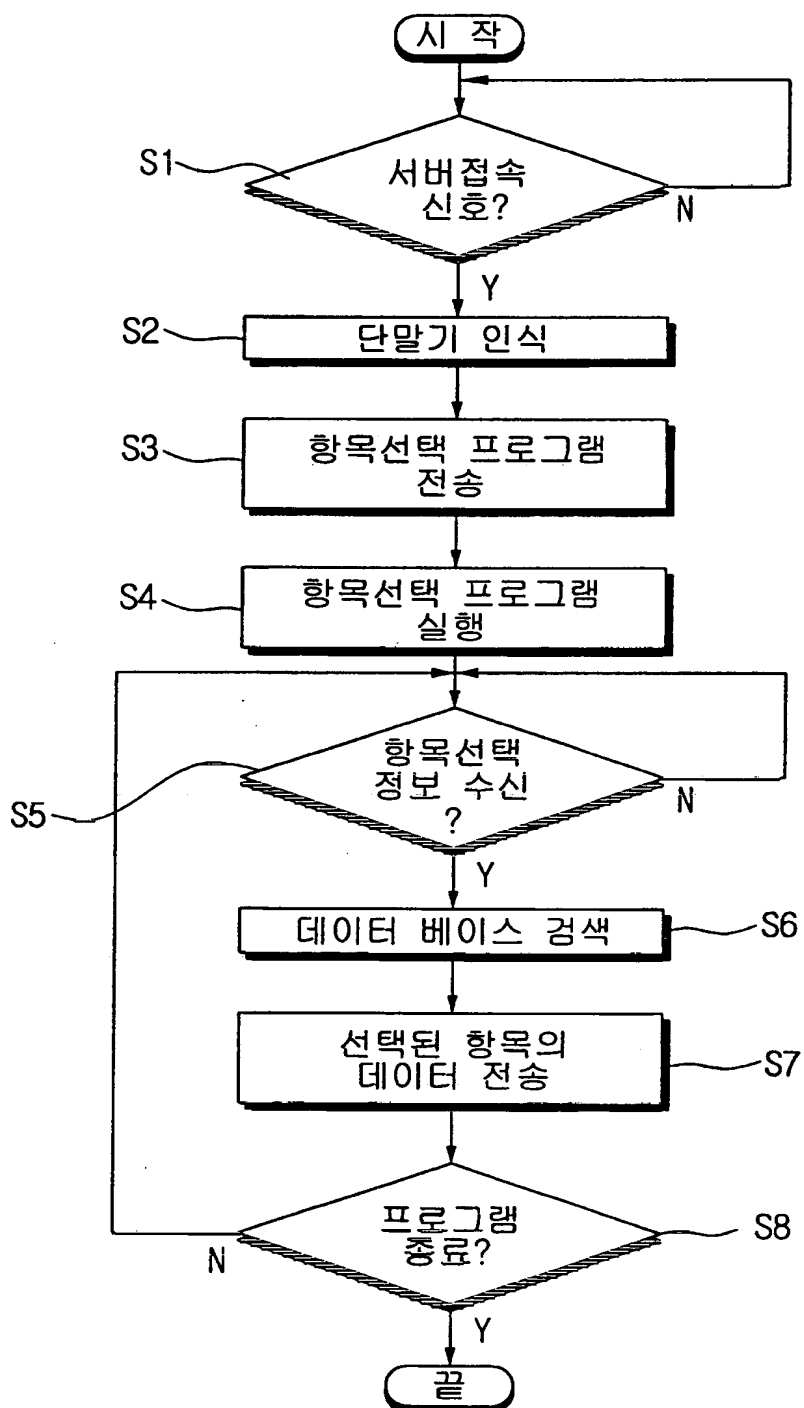 시 작
S1
서버접속
신호?
N
Y
S2
단말기 인식
S3
항목선택 프로그램
전송
S4
항목선택 프로그램
실행
항목선택
정보 수신
?
S5
N
Y
데이터 베이스 검색
S6
선택된 항목의
데이터 전송
S7
프로그램
종료?
S8
N
Y
끝